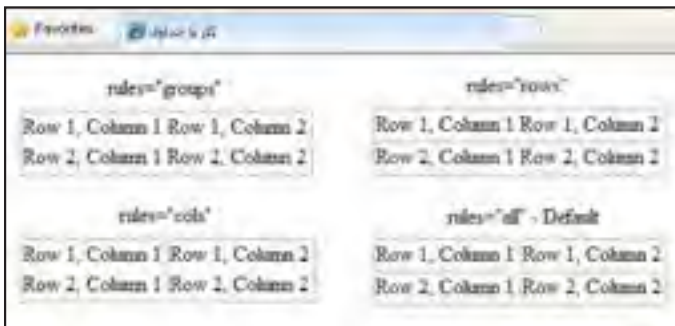 Favorites
rules="groups"
Row 1, Column 1 Row 1, Column 2
Row 2, Column 1 Row 2, Column 2
rules="rows"
Row 1, Column 1 Row 1, Column 2
Row 2, Column 1 Row 2, Column 2
rules="cols"
Row 1, Column 1 Row 1, Column 2
Row 2, Column 1 Row 2, Column 2
rules="all" - Default
Row 1, Column 1 Row 1, Column 2
Row 2, Column 1 Row 2, Column 2